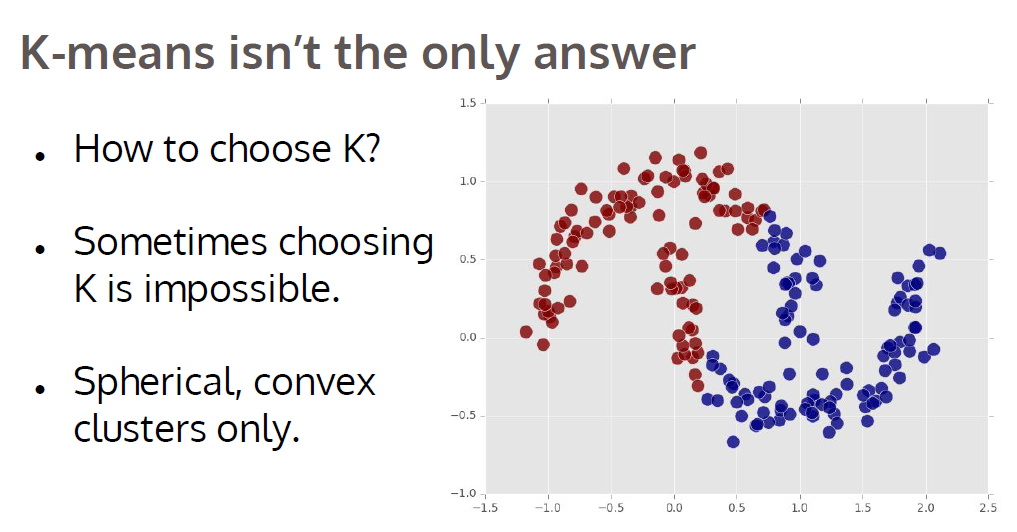 K-means isn’t the only answer
• How to choose K?
• Sometimes choosing
K is impossible.
• Spherical, convex
clusters only.
1.5
1.0
0.5
0.0
−0.5
−1.0
−1.5 −1.0 −0.5 0.0 0.5 1.0 1.5 2.0 2.5